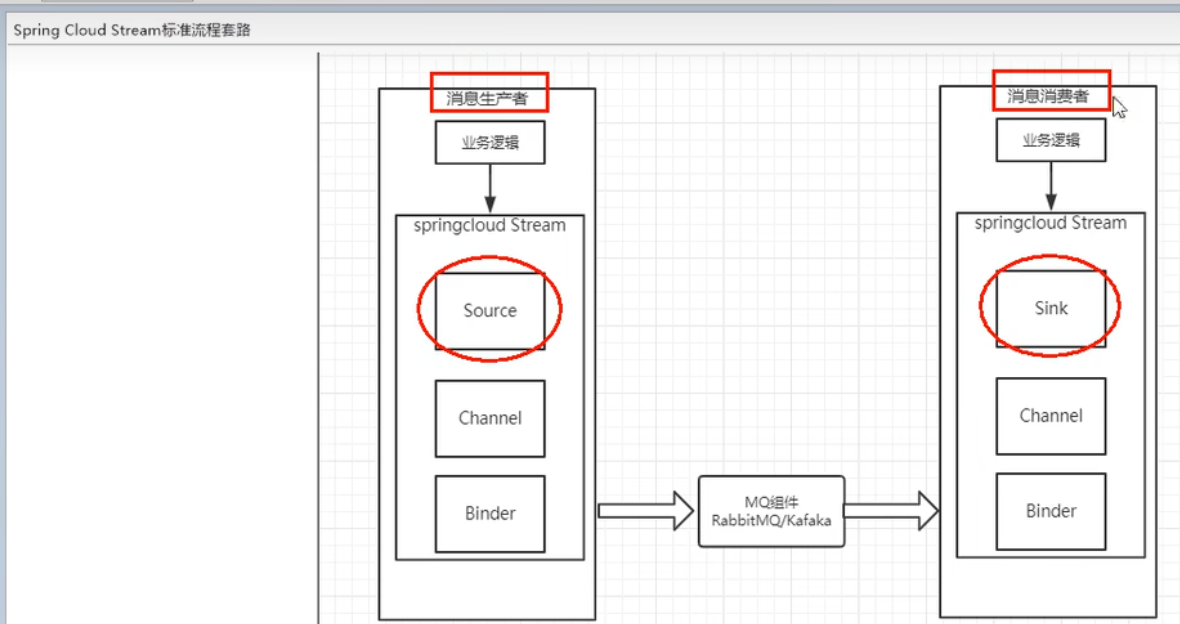 Spring Cloud Stream标准流程套路
消息生产者
业务逻辑
springcloud Stream
Source
Channel
Binder
MQ组件
RabbitMQ/Kafaka
消息消费者
业务逻辑
springcloud Stream
Sink
Channel
Binder